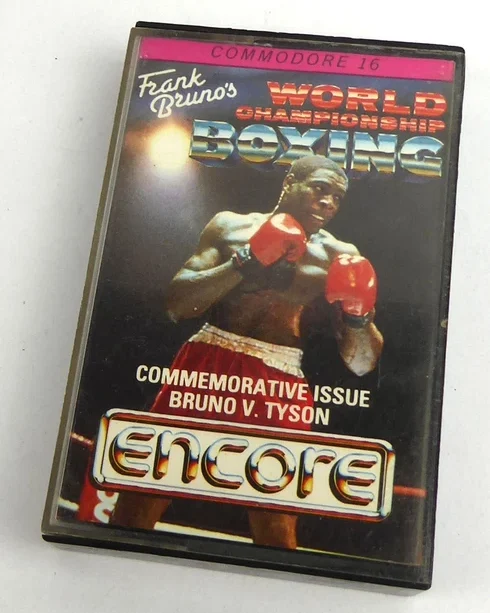 COMMODORE 16
Frank
Bruno's
WORLD
CHAMPIONSHIP
BOXING
COMMEMORATIVE ISSUE
BRUNO V. TYSON
encore